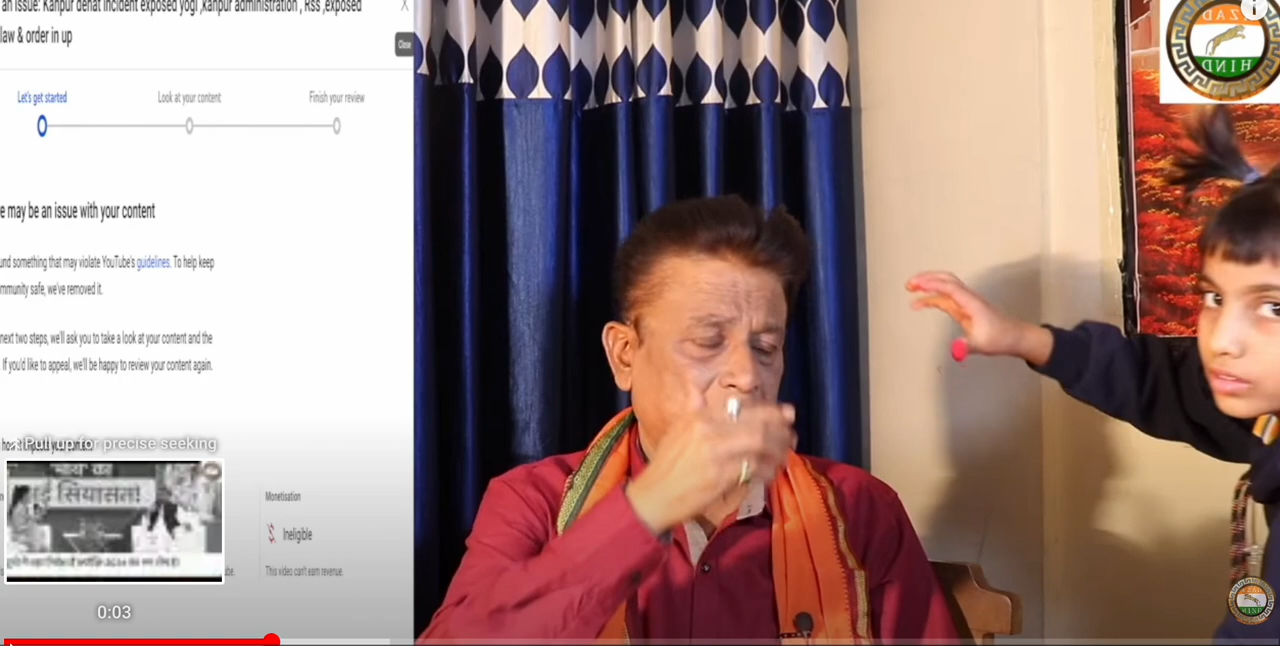 an issue: Kanpur dehat incident exposed yogi ,kanpur administration , Rss ,exposed
law & order in up
X
Close
Let's get started
Look at your content
Finish your review
e may be an issue with your content
und something that may violate YouTube's guidelines. To help keep
mmunity safe, we've removed it.
next two steps, we'll ask you to take a look at your content and the
If you'd like to appeal, we'll be happy to review your content again.
Pull up for precise seeking
सियासत!
Monetisation
Ineligible
This video can't earn revenue.
0:03
HIND